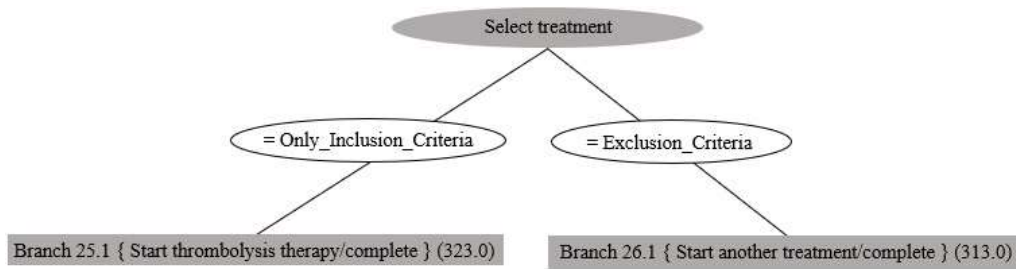 Select treatment
= Only_Inclusion_Criteria
= Exclusion_Criteria
Branch 25.1 { Start thrombolysis therapy/complete } (323.0)
Branch 26.1 { Start another treatment/complete } (313.0)